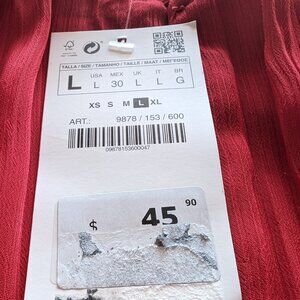 TALLA / SIZE / TAMANHO / TAILLE / MAAT / МЕГЕФОС
L
USA MEX UK IT BR
L 30 L L G
XS S M L XL
ART.: 9878 / 153 / 600
09878153600047
$ 45 90